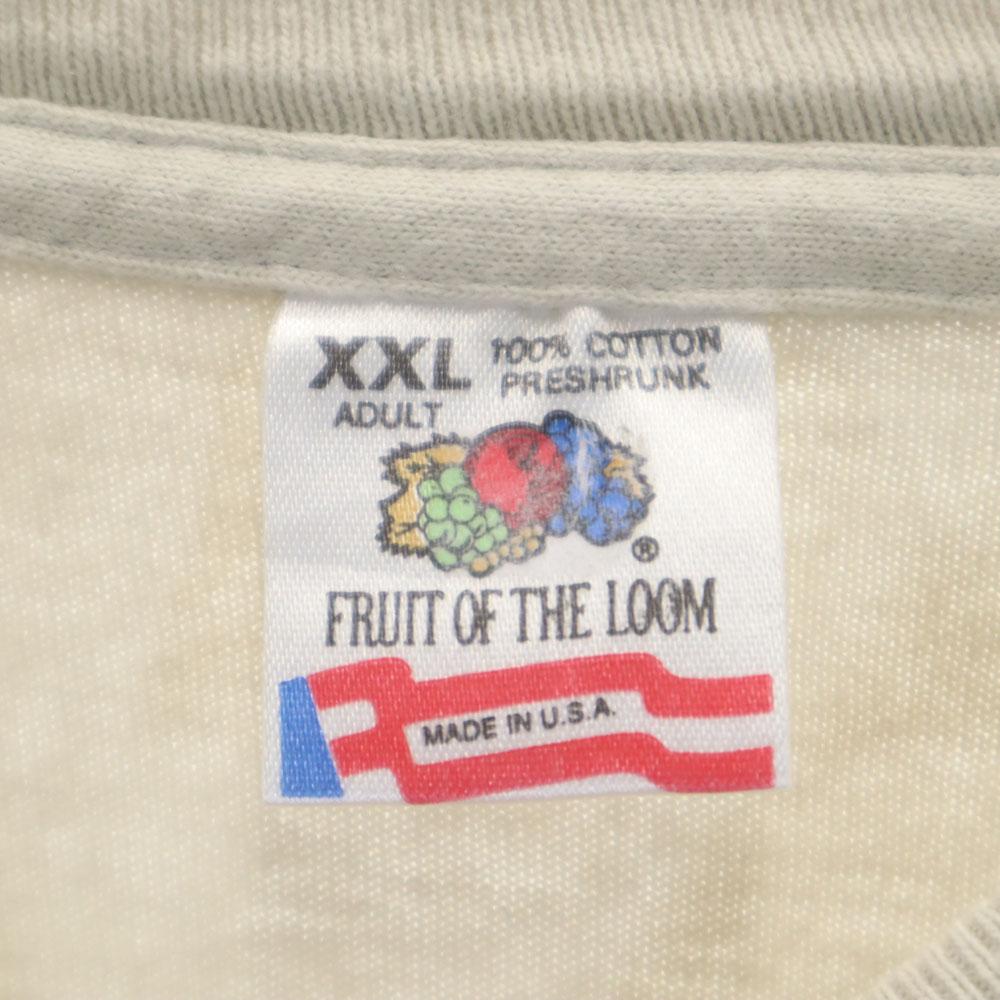 XXL 100% COTTON
ADULT PRESHRUNK
®
FRUIT OF THE LOOM
MADE IN U.S.A.